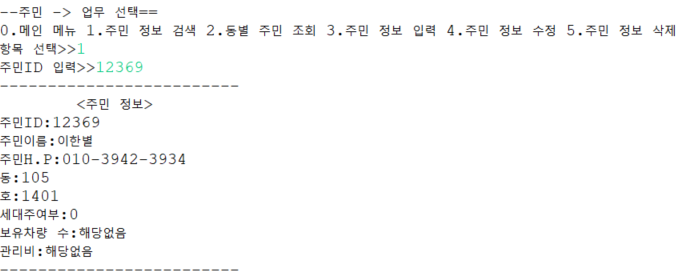 --주민 -> 업무 선택==
0.메인 메뉴 1.주민 정보 검색 2.동별 주민 조회 3.주민 정보 입력 4.주민 정보 수정 5.주민 정보 삭제
항목 선택>>1
주민ID 입력>>12369
-------------------------
<주민 정보>
주민ID:12369
주민이름:이한별
주민H.P:010-3942-3934
동:105
호:1401
세대주여부:0
보유차량 수:해당없음
관리비:해당없음
-------------------------